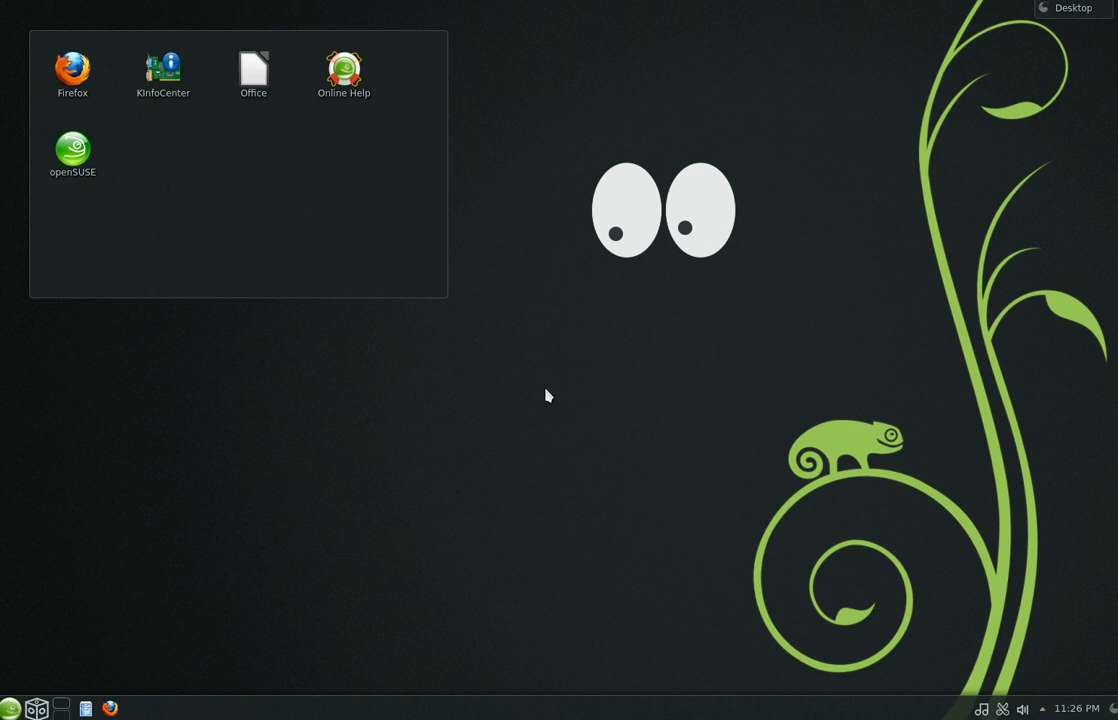 Desktop
Firefox
KInfoCenter
Office
Online Help
openSUSE
11:26 PM